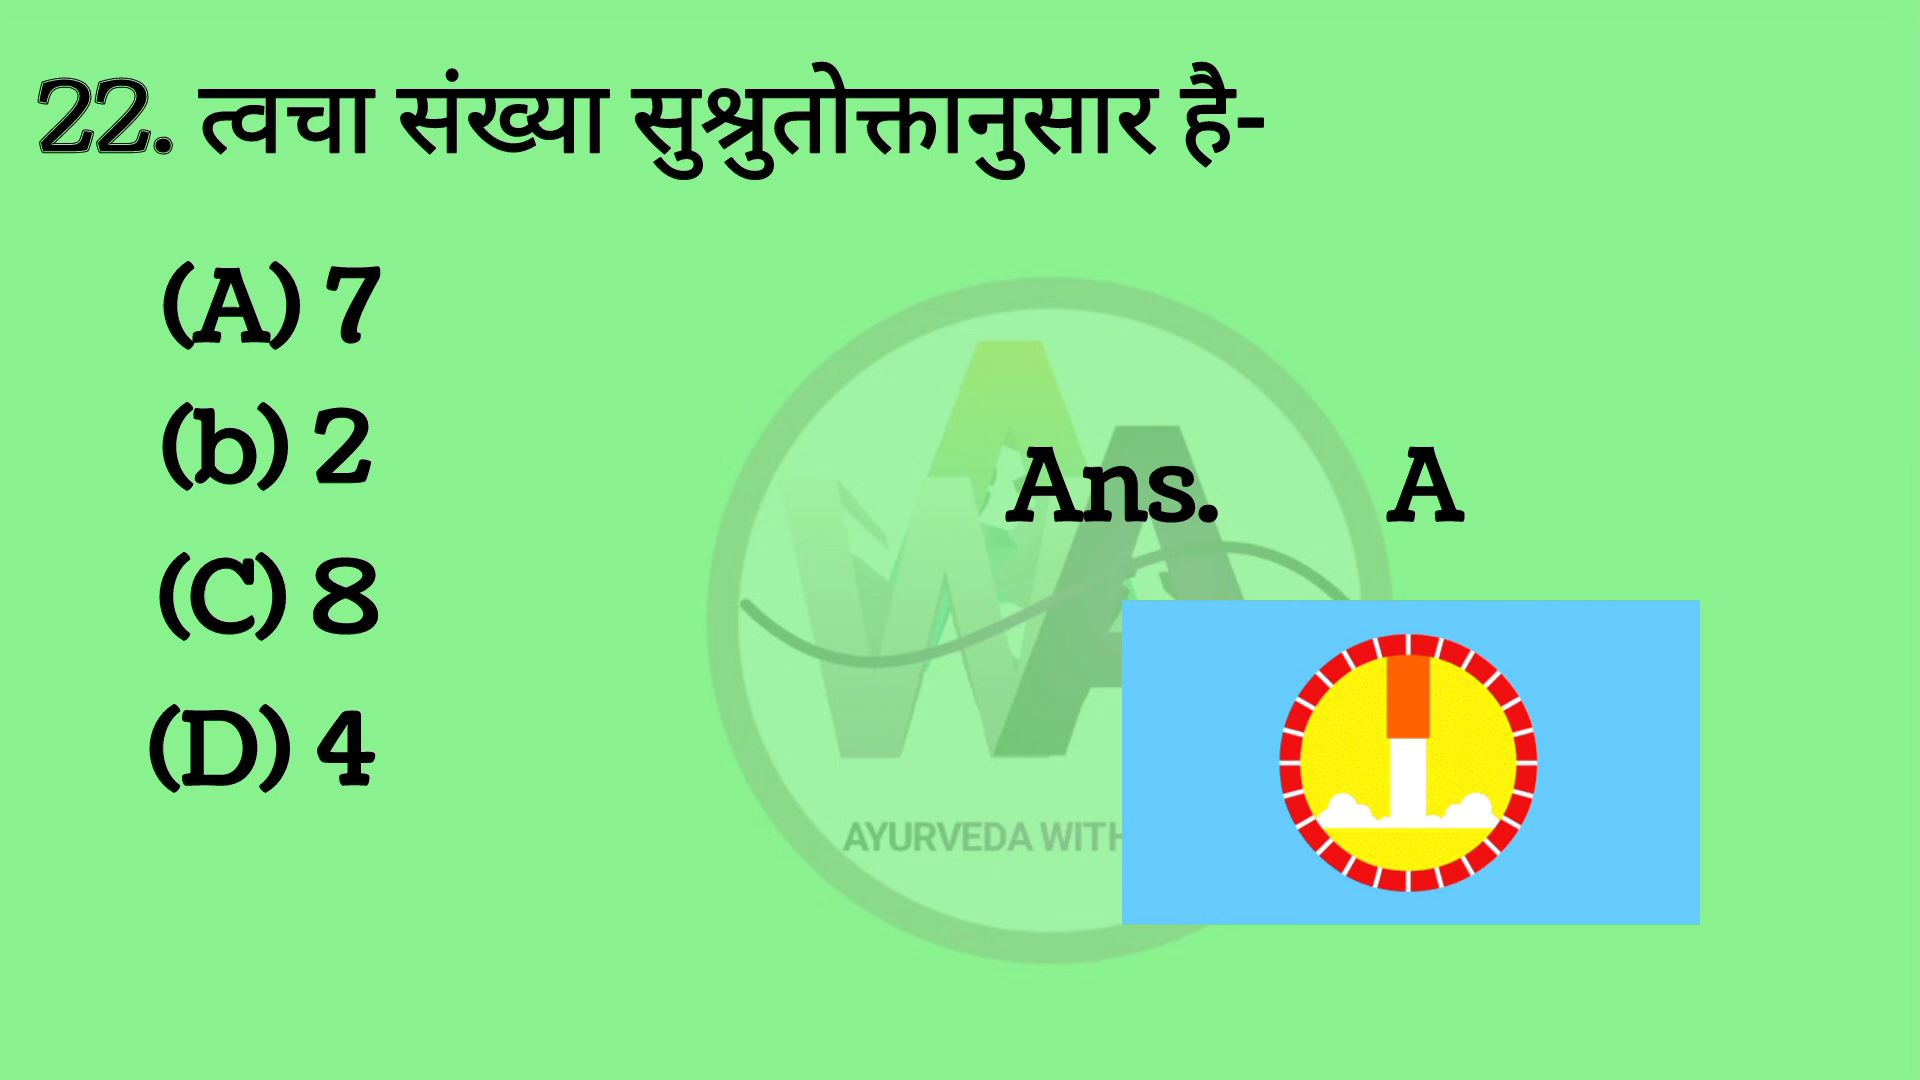 22. त्वचा संख्या सुश्रुतोक्तानुसार है-
(A) 7
(b) 2
(C) 8
(D) 4
Ans. A
AYURVEDA WITH